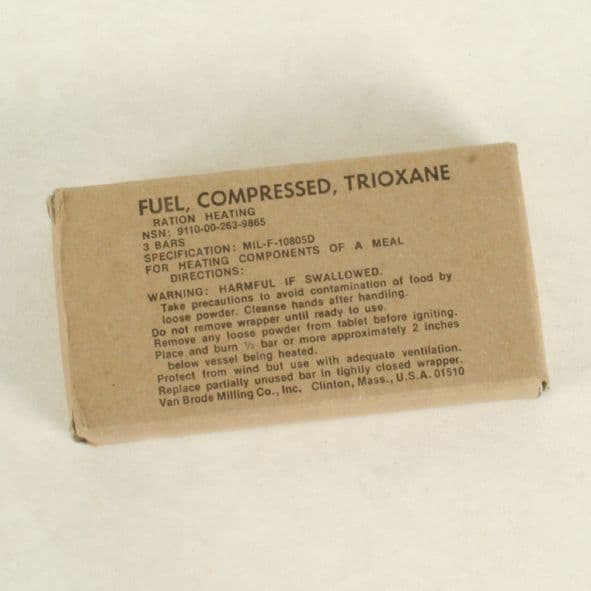 FUEL, COMPRESSED, TRIOXANE
RATION HEATING
NSN: 9110-00-263-9865
3 BARS
SPECIFICATION: MIL-F-10805D
FOR HEATING COMPONENTS OF A MEAL
DIRECTIONS:
WARNING: HARMFUL IF SWALLOWED.
Take precautions to avoid contamination of food by
loose powder. Cleanse hands after handling.
Do not remove wrapper until ready to use.
Remove any loose powder from tablet before igniting.
Place and burn ½ bar or more approximately 2 inches
below vessel being heated.
Protect from wind but use with adequate ventilation.
Replace partially unused bar in tightly closed wrapper.
Van Brode Milling Co., Inc. Clinton, Mass., U.S.A. 01510